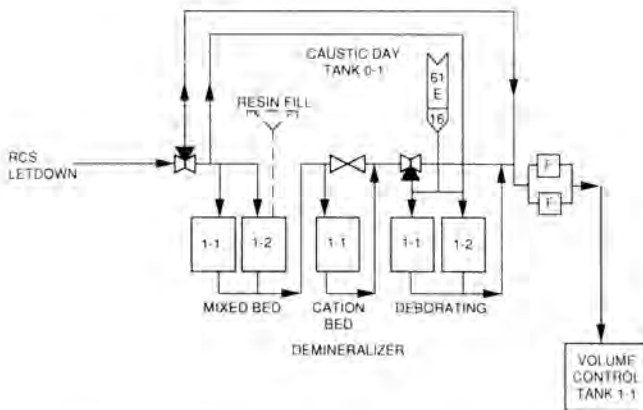 CAUSTIC DAY
TANK 0-1
61
E
16
RESIN FILL
RCS
LETDOWN
F
F
1-1
1-2
1-1
1-1
1-2
MIXED BED
CATION
BED
DEBORATING
DEMINERALIZER
VOLUME
CONTROL
TANK 1-1